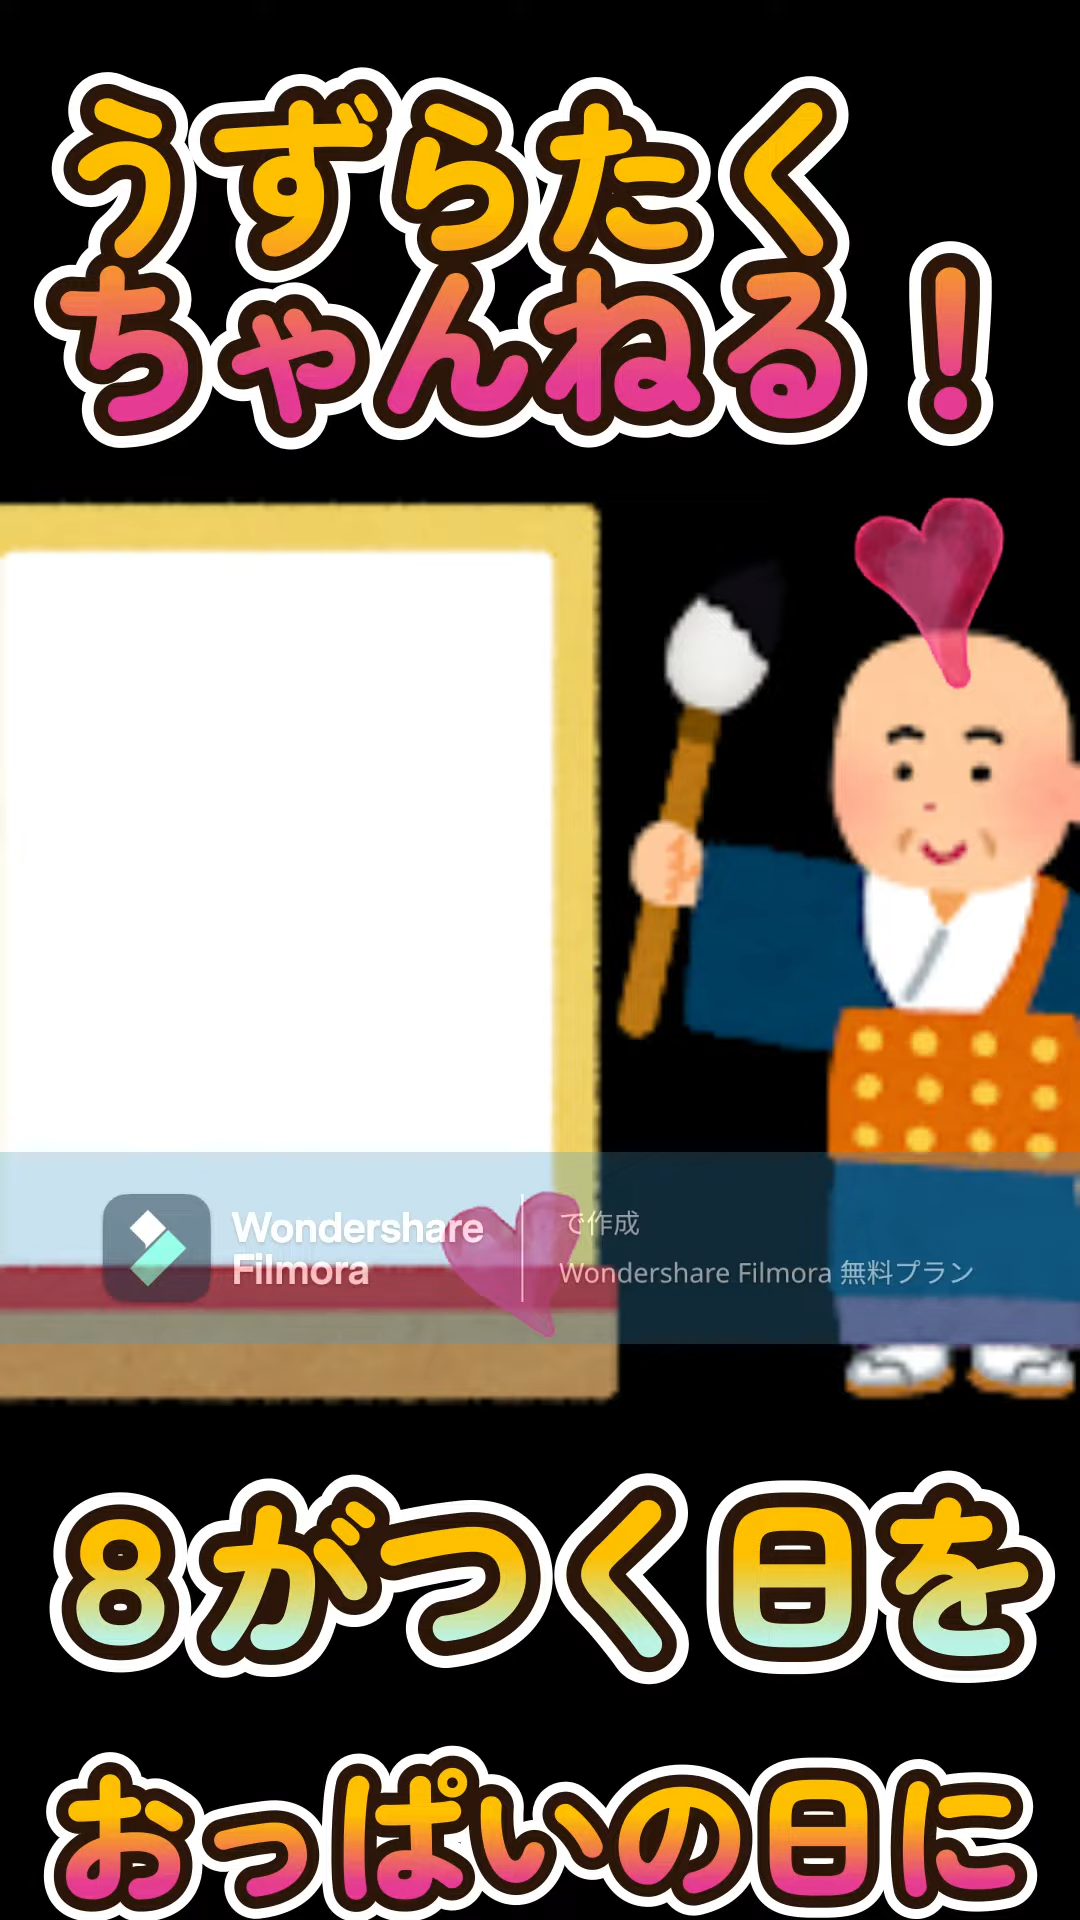 うずらたく
ちゃんねる！
Wondershare
Filmora
で作成
Wondershare Filmora 無料プラン
8がつく日を
おっぱいの日に